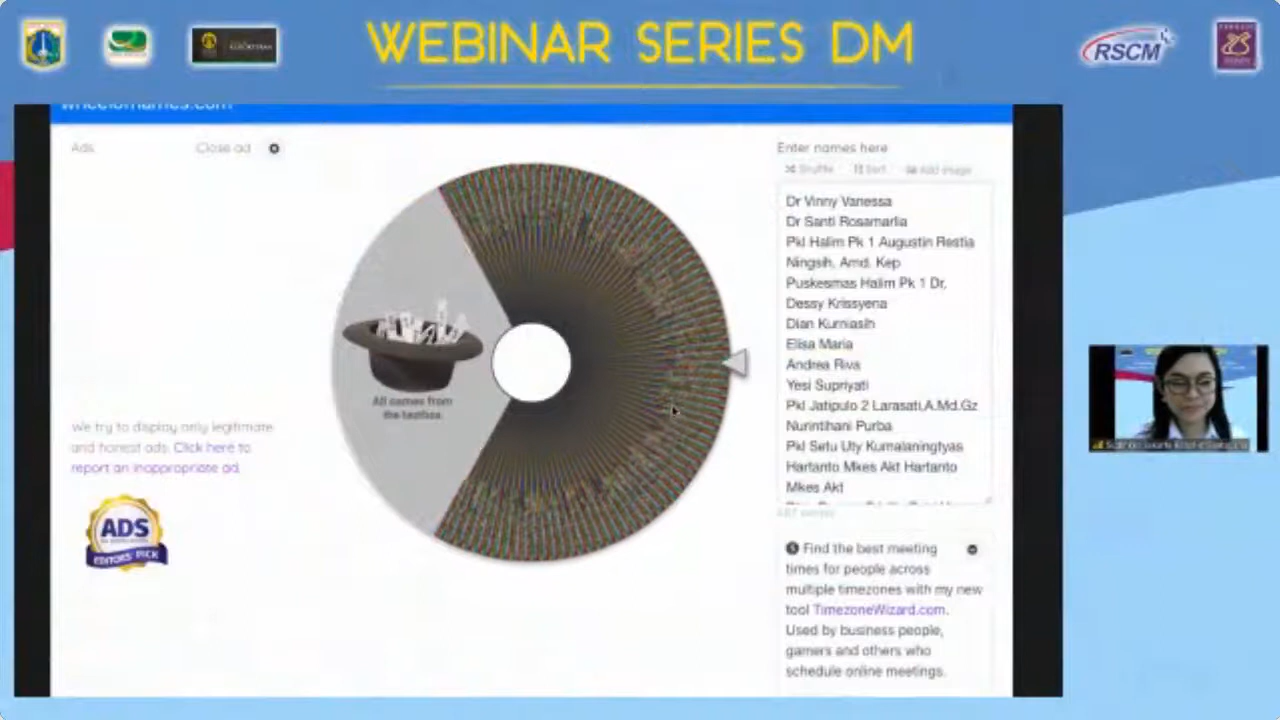 WEBINAR SERIES DM
RSCM
wheelofnames.com
Ads
Close ad
Enter names here
Shuffle
Sort
Add image
Dr Vinny Vanessa
Dr Santi Rosamarlia
Pkl Halim Pk 1 Augustin Restia
Ningsih, Amd. Kep
Puskesmas Halim Pk 1 Dr,
Dessy Krissyena
Dian Kurniasih
Elisa Maria
Andrea Riva
Yesi Supriyati
Pkl Jatipulo 2 Larasati,A.Md.Gz
Nurintihani Purba
Pkl Setu Uty Kumalaningtyas
Hartanto Mkes Akt Hartanto
Mkes Akt
All names from
the textbox
We try to display only legitimate
and honest ads. Click here to
report an inappropriate ad.
ADS
EDITORS' PICK
Find the best meeting
times for people across
multiple timezones with my new
tool TimezoneWizard.com.
Used by business people,
gamers and others who
schedule online meetings.